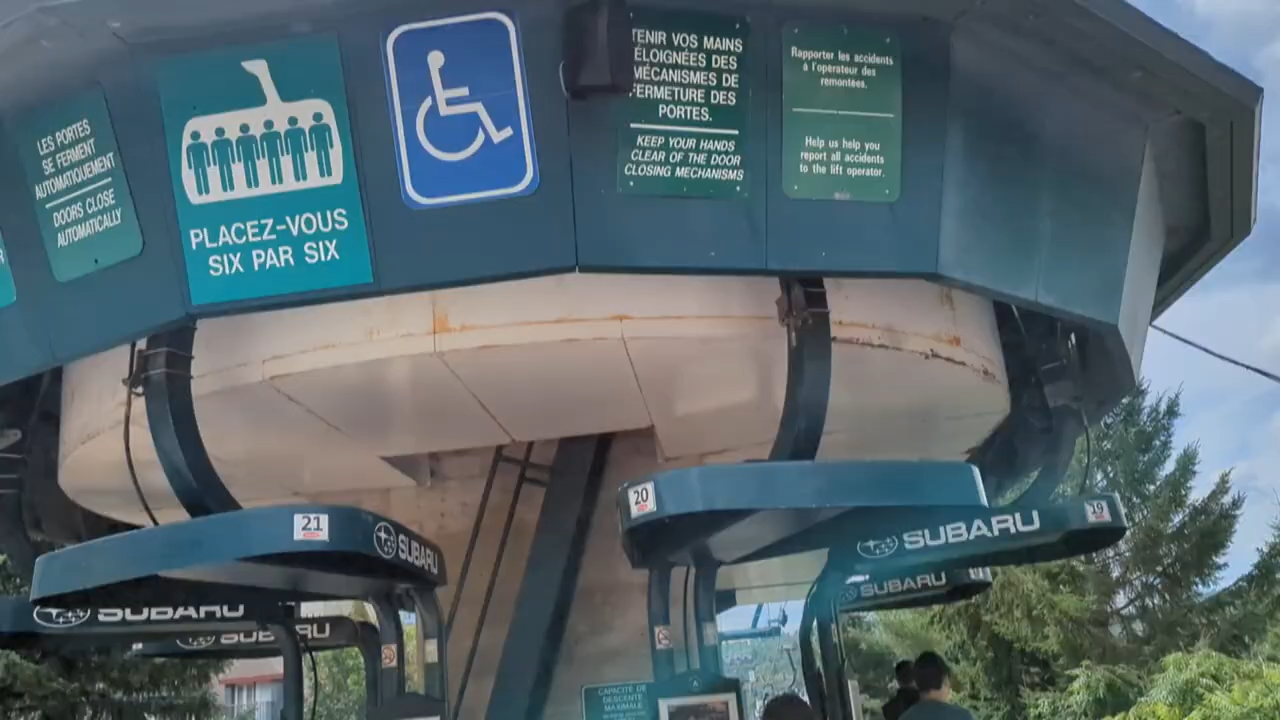 LES PORTES
SE FERMENT
AUTOMATIQUEMENT
DOORS CLOSE
AUTOMATICALLY
PLACEZ-VOUS
SIX PAR SIX
TENIR VOS MAINS
ÉLOIGNÉES DES
MÉCANISMES DE
FERMETURE DES
PORTES.
KEEP YOUR HANDS
CLEAR OF THE DOOR
CLOSING MECHANISMS
Rapporter les accidents
à l'opérateur des
remontées.
Help us help you
report all accidents
to the lift operator.
21
SUBARU
20
SUBARU
19
SUBARU
SUBARU
SUBARU
CAPACITÉ DE
DESCENTE
MAXIMALE